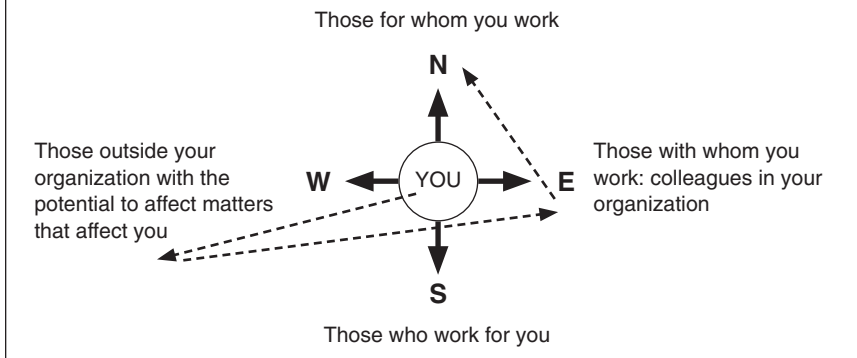 Those for whom you work
N
Those outside your
organization with the
potential to affect matters
that affect you
W
YOU
E
Those with whom you
work: colleagues in your
organization
S
Those who work for you